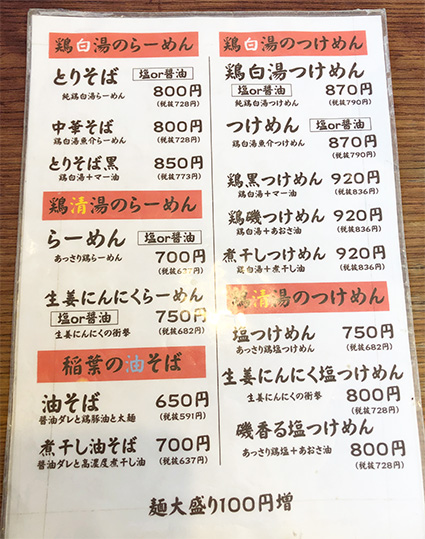 鶏白湯のらーめん
とりそば 塩or醤油
純鶏白湯らーめん 800円
(税抜728円)
中華そば 800円
鶏白湯魚介らーめん (税抜728円)
とりそば黒 850円
鶏白湯+マー油 (税抜773円)
鶏清湯のらーめん
らーめん 塩or醤油
あっさり鶏らーめん 700円
(税抜637円)
生姜にんにくらーめん
塩or醤油 750円
生姜にんにくの衝撃 (税抜682円)
稲葉の油そば
油そば 650円
醤油ダレと鶏豚油と太麺 (税抜591円)
煮干し油そば 700円
醤油ダレと高濃度煮干し油 (税抜637円)
鶏白湯のつけめん
鶏白湯つけめん
塩or醤油 870円
純鶏白湯つけめん (税抜790円)
つけめん 塩or醤油
鶏白湯魚介つけめん 870円
(税抜790円)
鶏黒つけめん 920円
鶏白湯+マー油 (税抜836円)
鶏磯つけめん 920円
鶏白湯+あおさ油 (税抜836円)
煮干しつけめん 920円
鶏白湯+煮干し油 (税抜836円)
鶏清湯のつけめん
塩つけめん 750円
あっさり鶏塩つけめん (税抜682円)
生姜にんにく塩つけめん
生姜にんにくの衝撃 800円
(税抜728円)
磯香る塩つけめん
あっさり鶏塩+あおさ油 800円
(税抜728円)
麺大盛り100円増